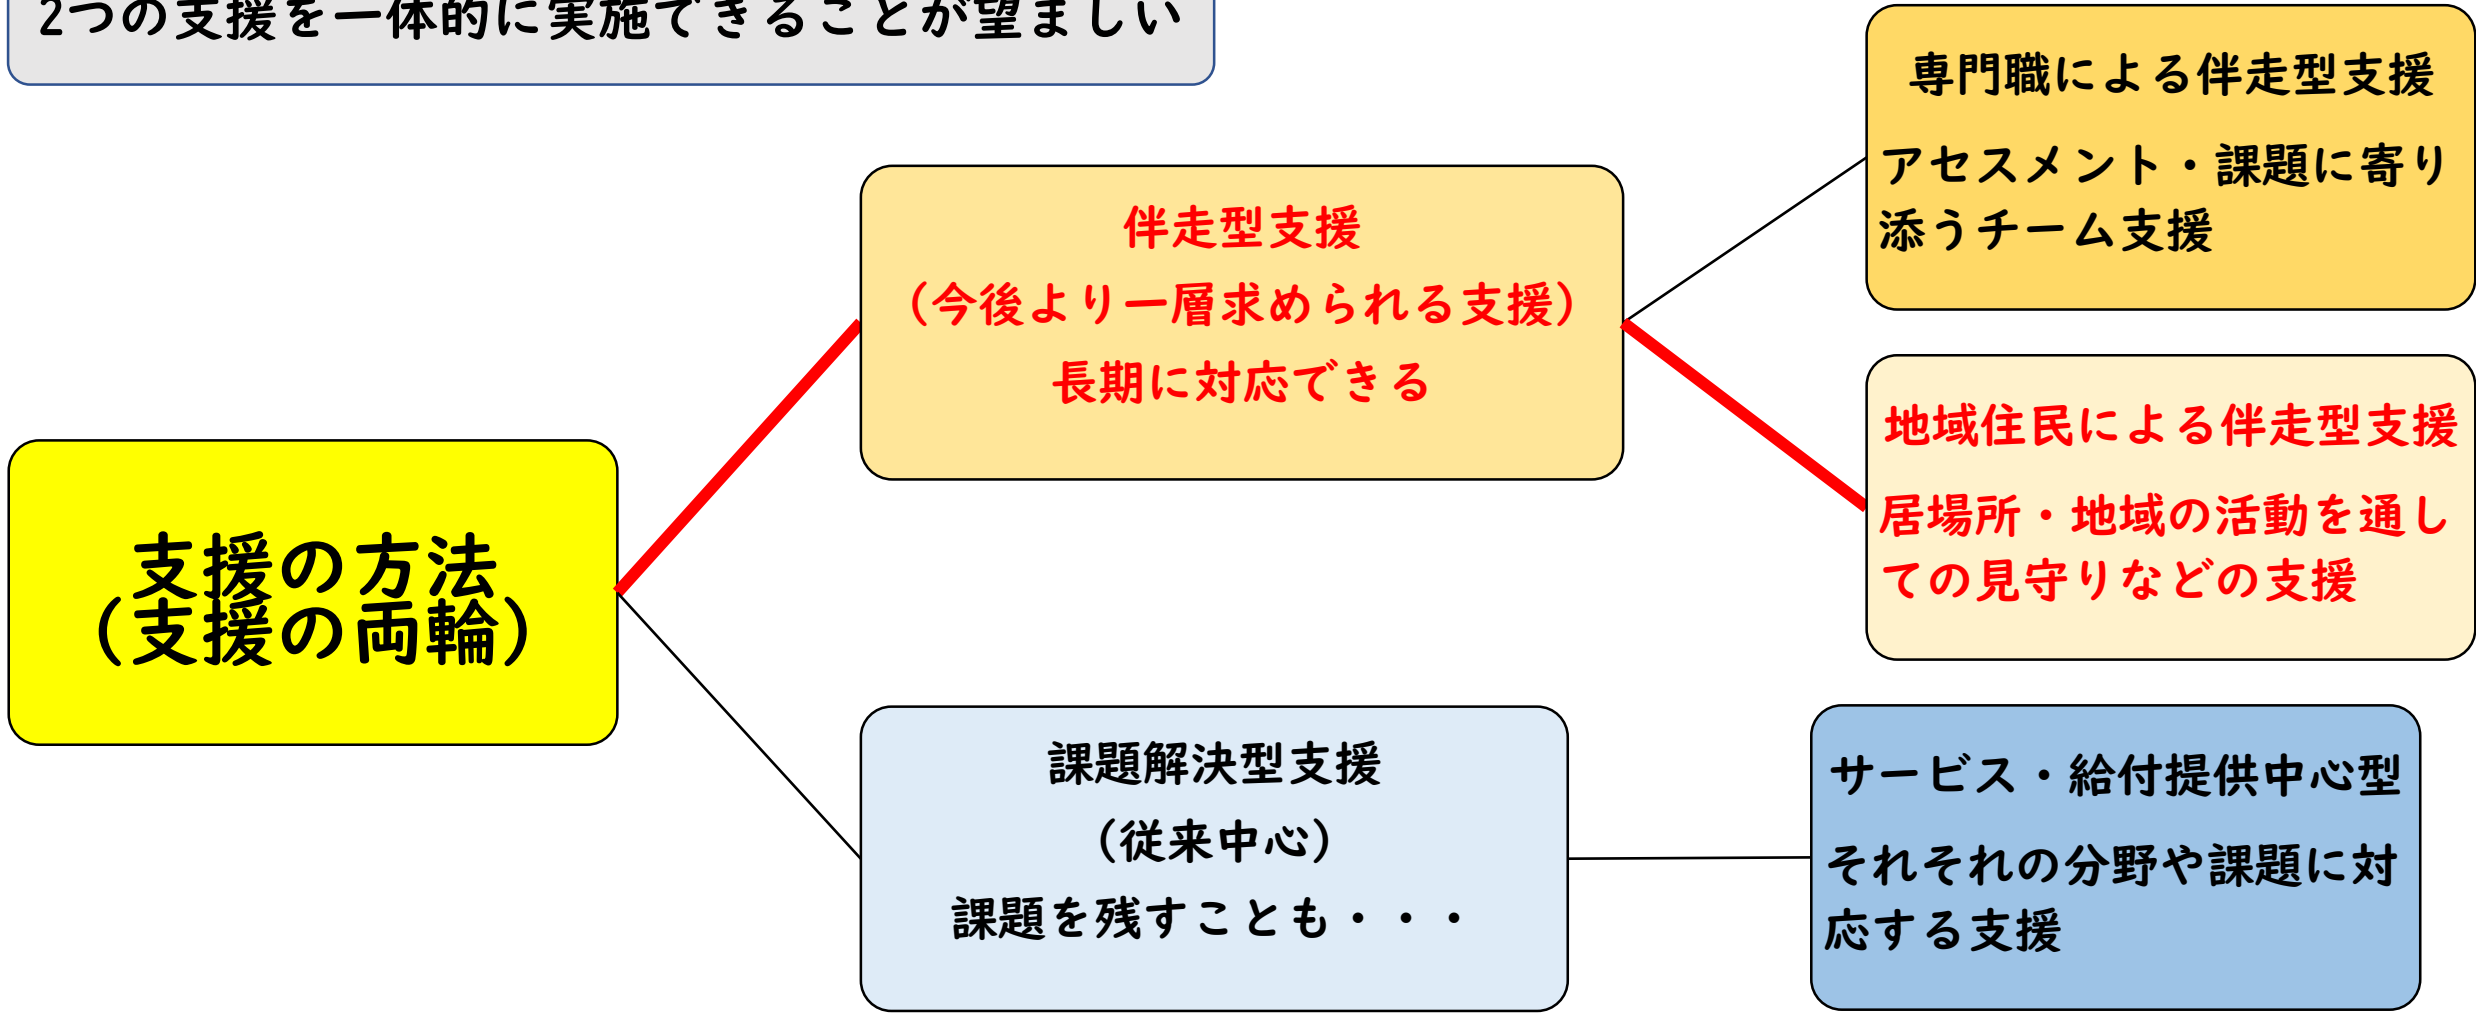 2つの支援を一体的に実施できることが望ましい
専門職による伴走型支援
アセスメント・課題に寄り
添うチーム支援
伴走型支援
（今後より一層求められる支援）
長期に対応できる
地域住民による伴走型支援
居場所・地域の活動を通し
ての見守りなどの支援
支援の方法
（支援の両輪）
課題解決型支援
（従来中心）
課題を残すことも・・・
サービス・給付提供中心型
それそれの分野や課題に対
応する支援